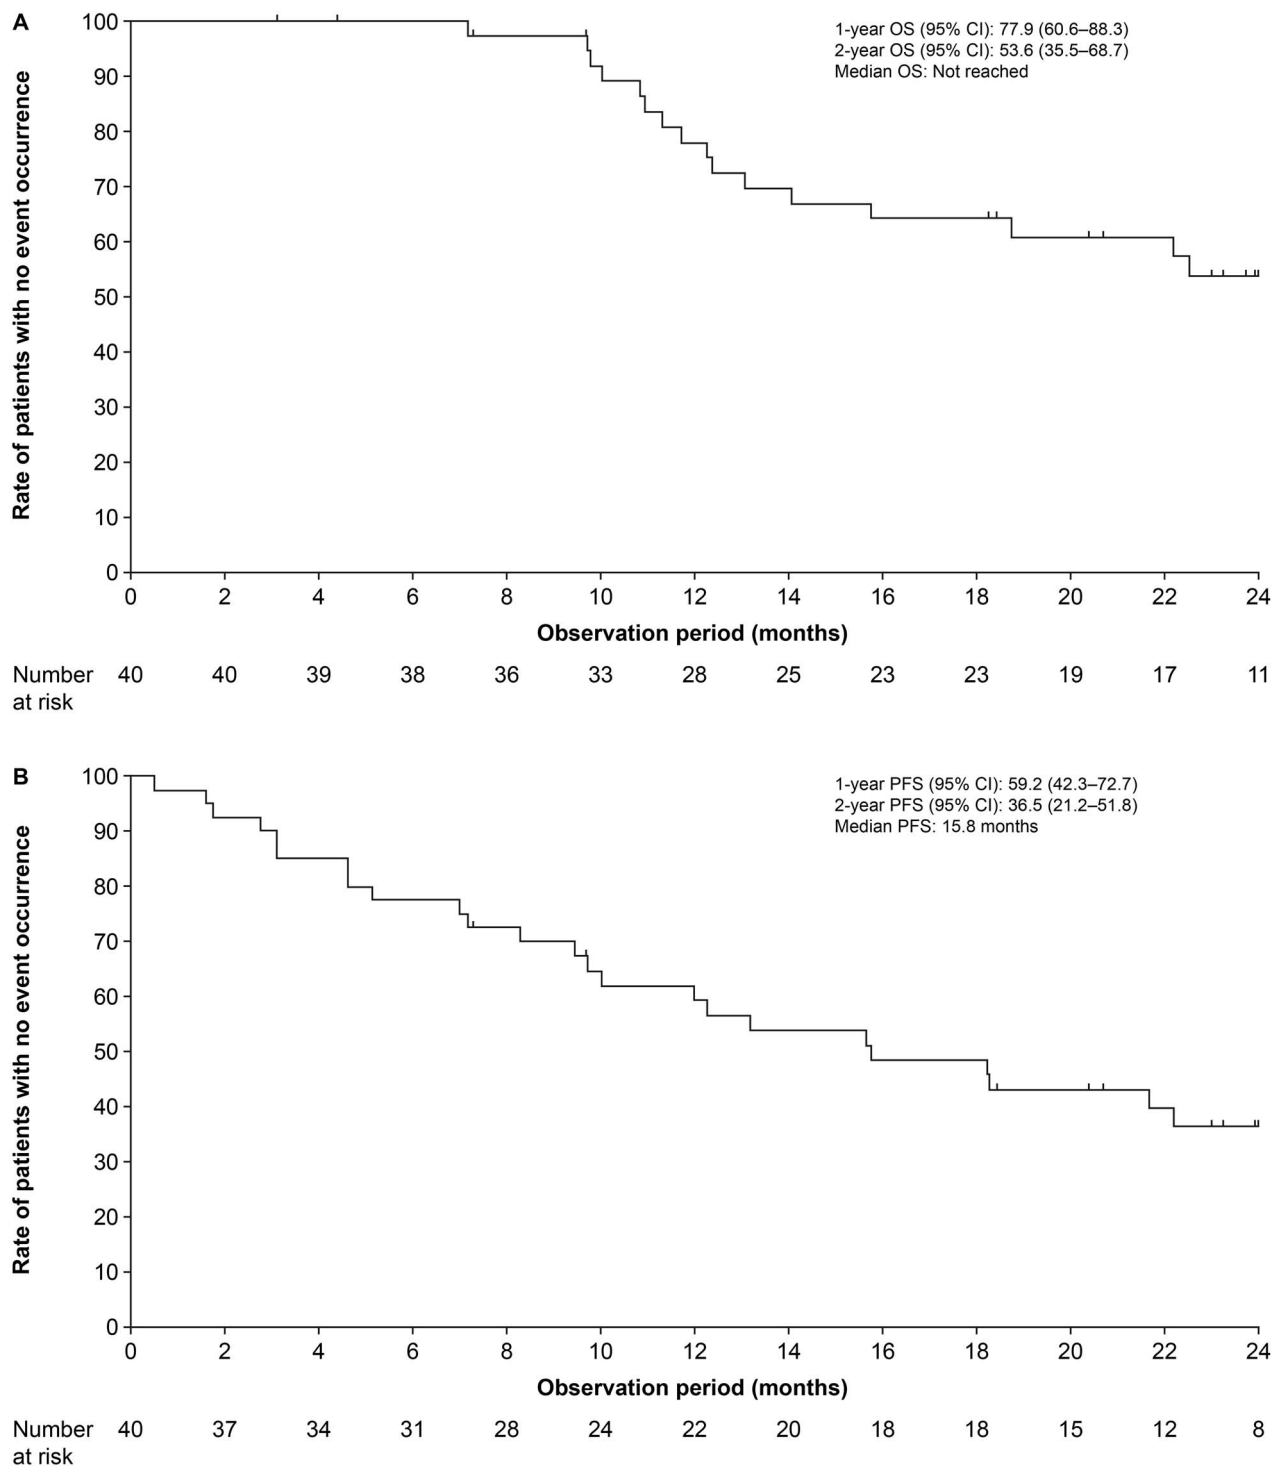 A
Rate of patients with no event occurrence
100
90
80
70
60
50
40
30
20
10
0
1-year OS (95% CI): 77.9 (60.6–88.3)
2-year OS (95% CI): 53.6 (35.5–68.7)
Median OS: Not reached
0 2 4 6 8 10 12 14 16 18 20 22 24
Observation period (months)
Number at risk 40 40 39 38 36 33 28 25 23 23 19 17 11
B
Rate of patients with no event occurrence
100
90
80
70
60
50
40
30
20
10
0
1-year PFS (95% CI): 59.2 (42.3–72.7)
2-year PFS (95% CI): 36.5 (21.2–51.8)
Median PFS: 15.8 months
0 2 4 6 8 10 12 14 16 18 20 22 24
Observation period (months)
Number at risk 40 37 34 31 28 24 22 20 18 18 15 12 8